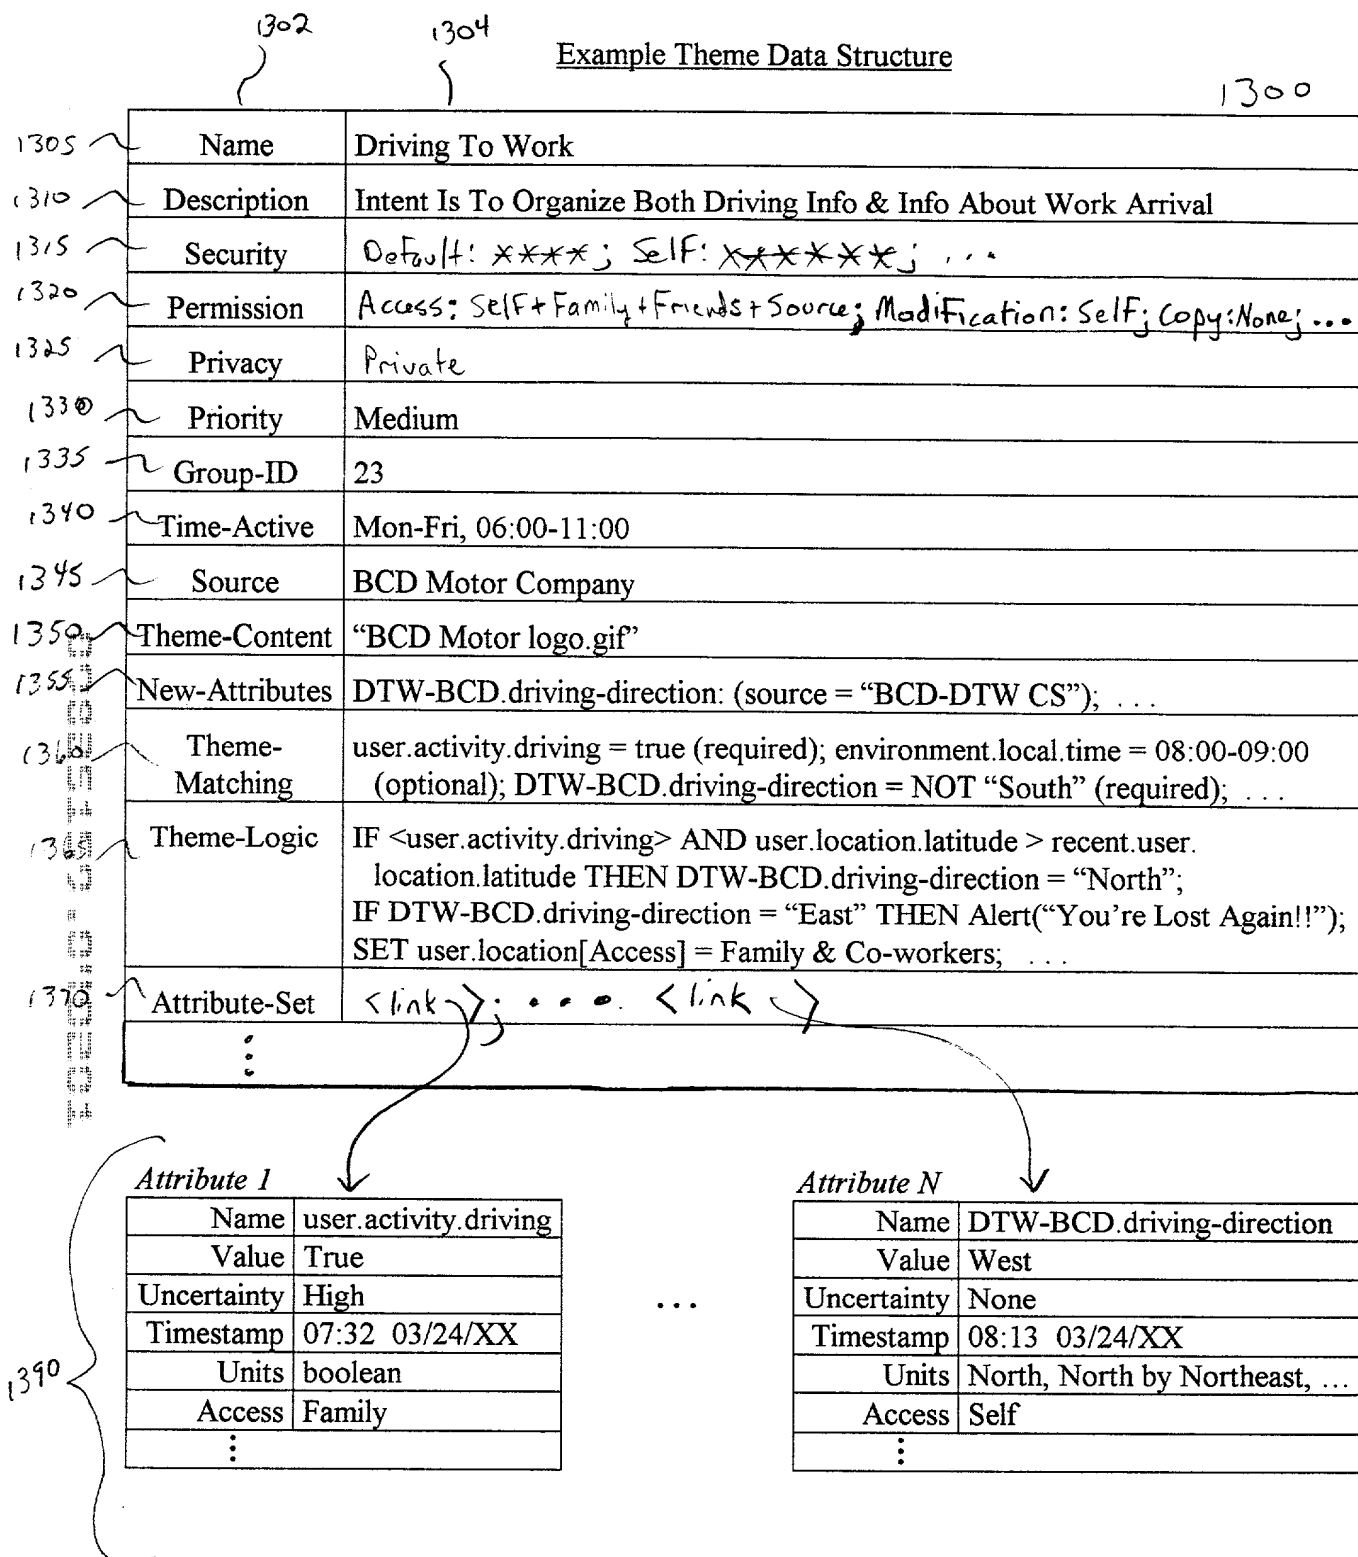 1302 1304
Example Theme Data Structure
1300
1305 Name Driving To Work
1310 Description Intent Is To Organize Both Driving Info & Info About Work Arrival
1315 Security Default: ****; Self: ******; ...
1320 Permission Access: Self+Family+Friends+Source; Modification: Self; Copy:None; ...
1325 Privacy Private
1330 Priority Medium
1335 Group-ID 23
1340 Time-Active Mon-Fri, 06:00-11:00
1345 Source BCD Motor Company
1350 Theme-Content “BCD Motor logo.gif”
1355 New-Attributes DTW-BCD.driving-direction: (source = “BCD-DTW CS”); ...
1360 Theme-Matching user.activity.driving = true (required); environment.local.time = 08:00-09:00
(optional); DTW-BCD.driving-direction = NOT “South” (required); ...
1365 Theme-Logic IF <user.activity.driving> AND user.location.latitude > recent.user.
location.latitude THEN DTW-BCD.driving-direction = “North”;
IF DTW-BCD.driving-direction = “East” THEN Alert(“You're Lost Again!!”);
SET user.location[Access] = Family & Co-workers; ...
1370 Attribute-Set <link>; .... <link>
⋮
1390
Attribute 1
Name user.activity.driving
Value True
Uncertainty High
Timestamp 07:32 03/24/XX
Units boolean
Access Family
⋮
...
Attribute N
Name DTW-BCD.driving-direction
Value West
Uncertainty None
Timestamp 08:13 03/24/XX
Units North, North by Northeast, ...
Access Self
⋮